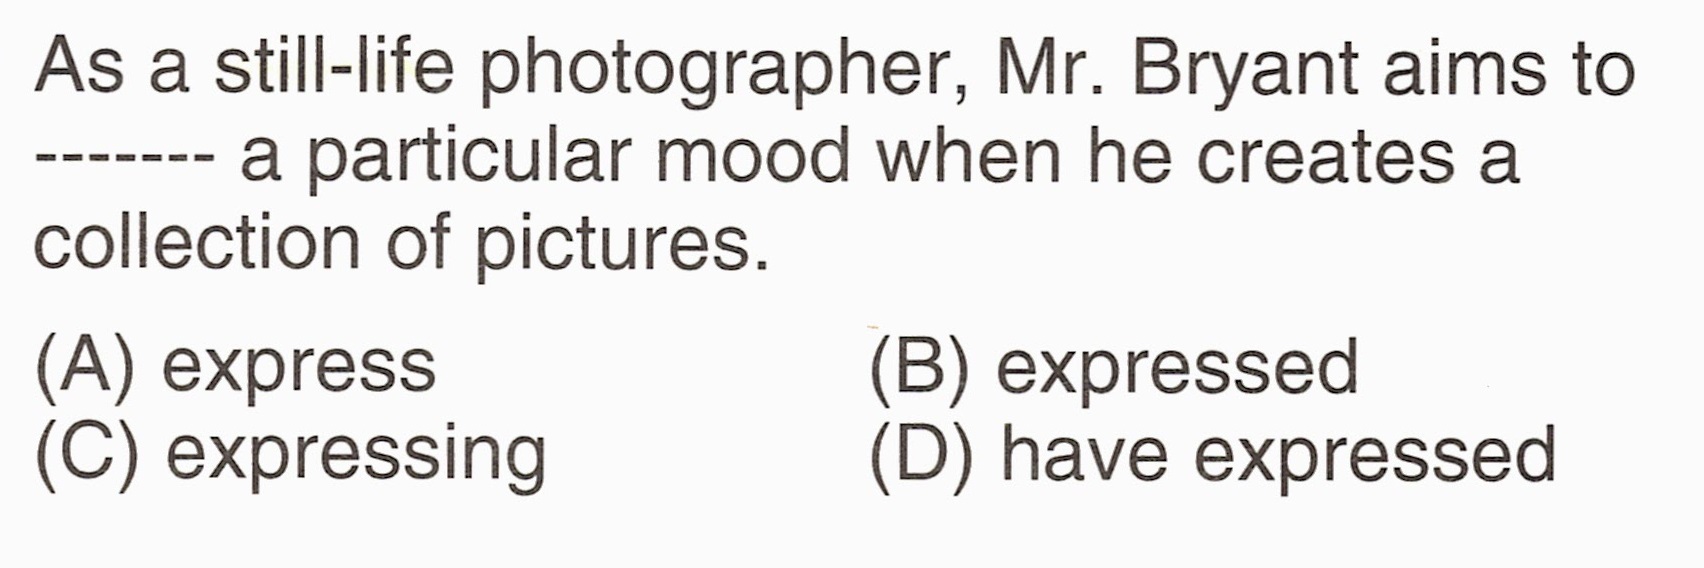 As a still-life photographer, Mr. Bryant aims to
------- a particular mood when he creates a
collection of pictures.
(A) express (B) expressed
(C) expressing (D) have expressed